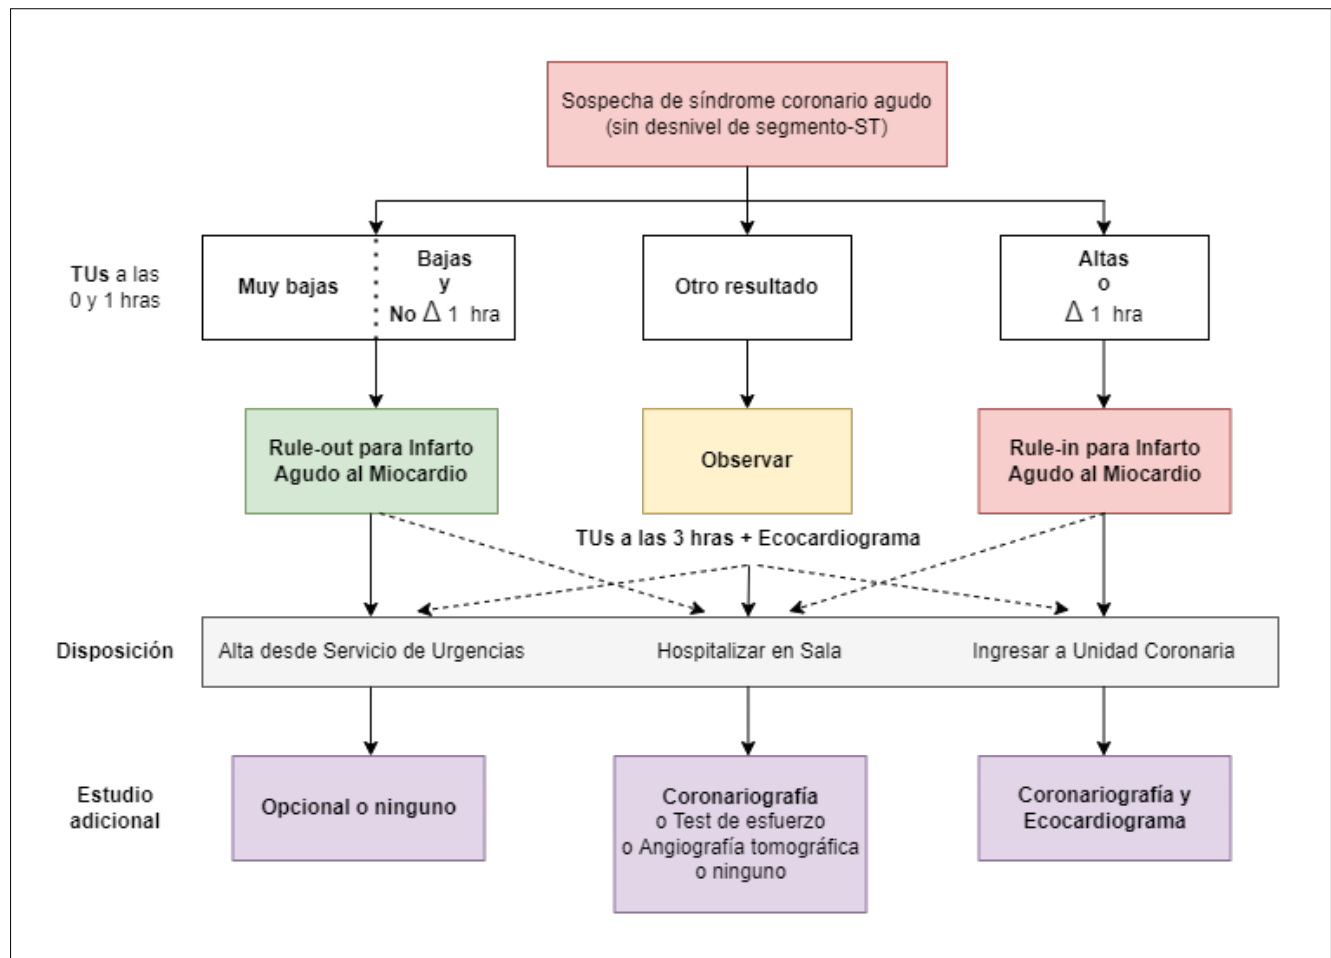 Sospecha de síndrome coronario agudo
(sin desnivel de segmento-ST)
TUs a las
0 y 1 hras
Muy bajas
Bajas
y
No Δ 1 hra
Otro resultado
Altas
o
Δ 1 hra
Rule-out para Infarto
Agudo al Miocardio
Observar
Rule-in para Infarto
Agudo al Miocardio
TUs a las 3 hras + Ecocardiograma
Disposición
Alta desde Servicio de Urgencias
Hospitalizar en Sala
Ingresar a Unidad Coronaria
Estudio
adicional
Opcional o ninguno
Coronariografía
o Test de esfuerzo
o Angiografía tomográfica
o ninguno
Coronariografía y
Ecocardiograma